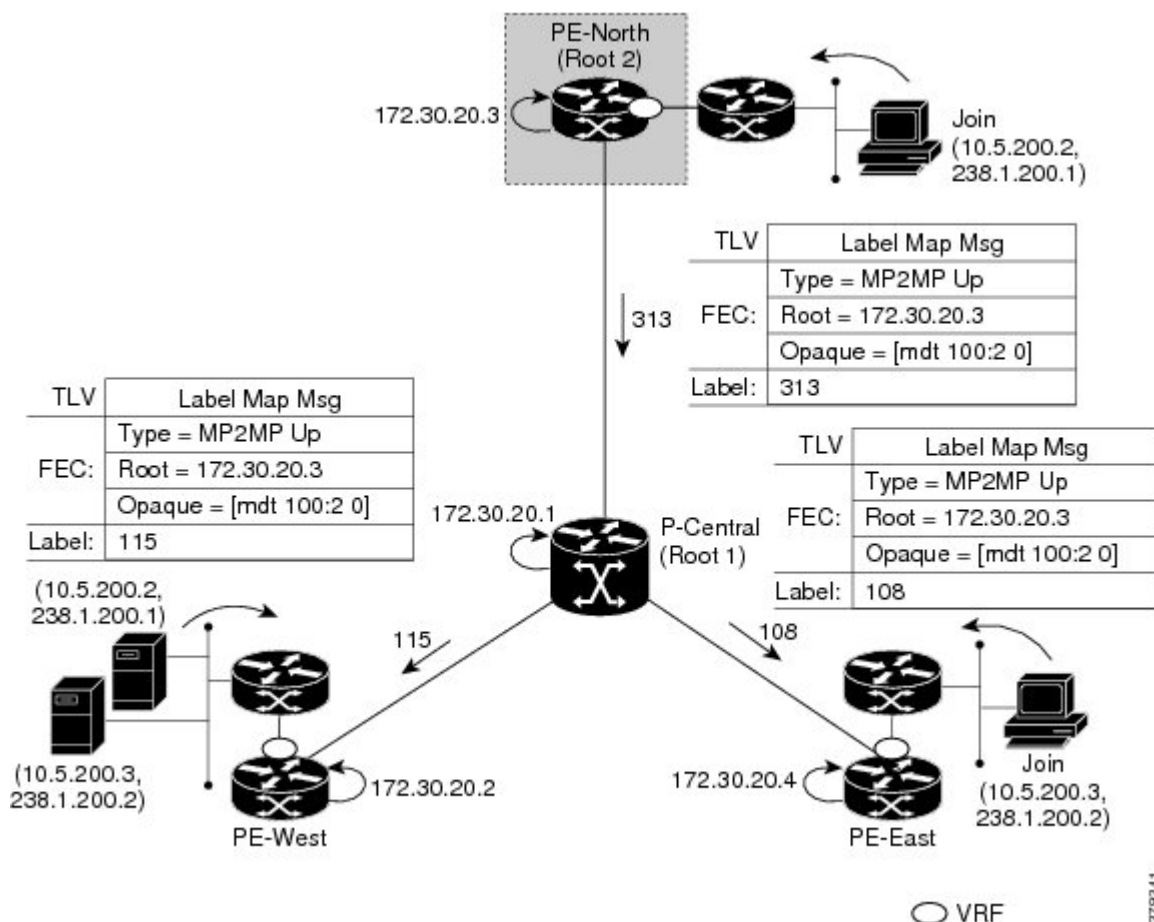 PE-North
(Root 2)
172.30.20.3
Join
(10.5.200.2,
238.1.200.1)
TLV Label Map Msg
Type = MP2MP Up
FEC: Root = 172.30.20.3
Opaque = [mdt 100:2 0]
Label: 313
313
TLV Label Map Msg
Type = MP2MP Up
FEC: Root = 172.30.20.3
Opaque = [mdt 100:2 0]
Label: 115
TLV Label Map Msg
Type = MP2MP Up
FEC: Root = 172.30.20.3
Opaque = [mdt 100:2 0]
Label: 108
172.30.20.1
P-Central
(Root 1)
(10.5.200.2,
238.1.200.1)
115
108
(10.5.200.3,
238.1.200.2)
172.30.20.2
PE-West
172.30.20.4
PE-East
Join
(10.5.200.3,
238.1.200.2)
VRF